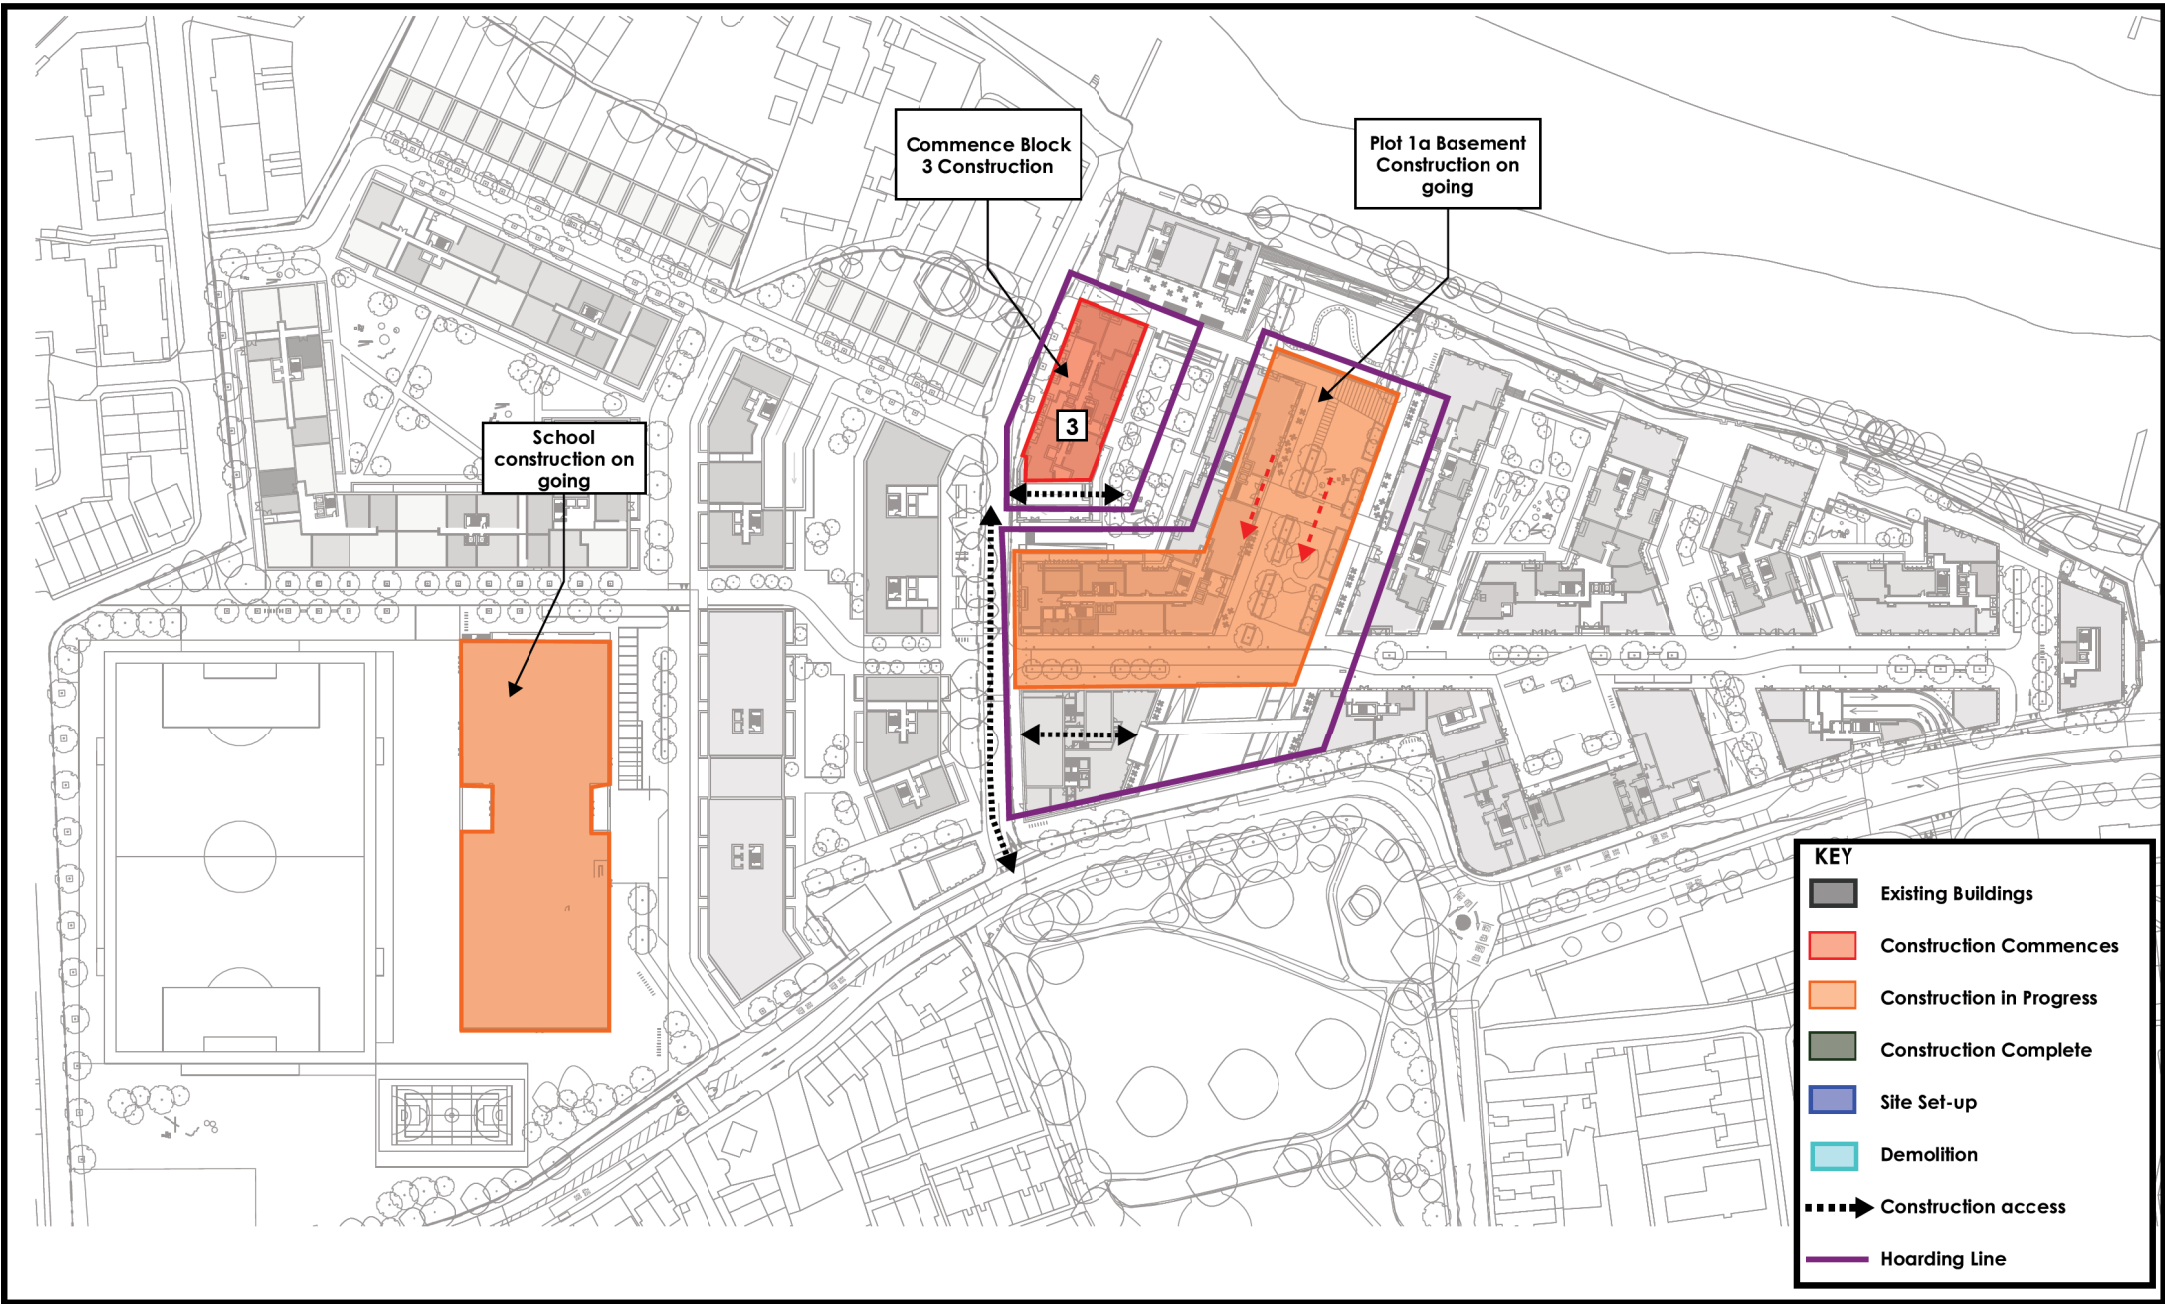 Commence Block
3 Construction
Plot 1a Basement
Construction on
going
School
construction on
going
3
KEY
Existing Buildings
Construction Commences
Construction in Progress
Construction Complete
Site Set-up
Demolition
Construction access
Hoarding Line